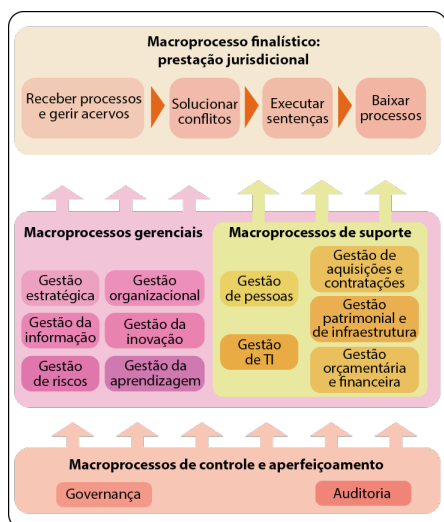 Macroprocesso finalístico:
prestação jurisdicional
Receber processos
e gerir acervos
Solucionar
conflitos
Executar
sentenças
Baixar
processos
Macroprocessos gerenciais
Gestão
estratégica
Gestão
organizacional
Gestão da
informação
Gestão da
inovação
Gestão
de riscos
Gestão da
aprendizagem
Macroprocessos de suporte
Gestão
de pessoas
Gestão
de TI
Gestão de
aquisições e
contratações
Gestão
patrimonial e
de infraestrutura
Gestão
orçamentária
e financeira
Macroprocessos de controle e aperfeiçoamento
Governança
Auditoria